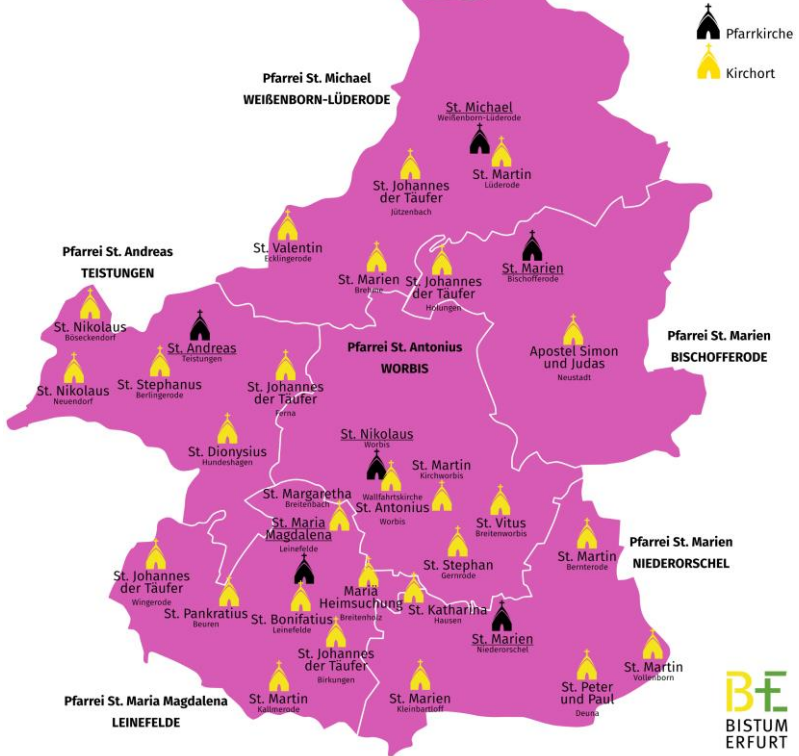 Pfarrkirche
Kirchort
Pfarrei St. Michael
WEIßENBORN-LÜDERODE
St. Michael
Weißenborn-Lüderode
St. Martin
Lüderode
St. Johannes
der Täufer
Jützenbach
St. Valentin
Ecklingerode
St. Marien
Brehme
St. Johannes
der Täufer
Holungen
St. Marien
Bischofferode
Pfarrei St. Andreas
TEISTUNGEN
St. Nikolaus
Böseckendorf
St. Andreas
Teistungen
St. Nikolaus
Neuendorf
St. Stephanus
Berlingerode
St. Johannes
der Täufer
Ferna
St. Dionysius
Hundeshagen
Pfarrei St. Antonius
WORBIS
Apostel Simon
und Judas
Neustadt
Pfarrei St. Marien
BISCHOFFERODE
St. Nikolaus
Worbis
Wallfahrtskirche
St. Antonius
Worbis
St. Martin
Kirchworbis
St. Vitus
Breitenworbis
St. Stephan
Gernrode
St. Margaretha
Breitenbach
St. Maria
Magdalena
Leinefelde
St. Martin
Bernterode
Pfarrei St. Marien
NIEDERORSCHEL
St. Johannes
der Täufer
Wingerode
St. Pankratius
Beuren
St. Bonifatius
Leinefelde
Maria
Heimsuchung
Breitenholz
St. Katharina
Hausen
St. Marien
Niederorschel
St. Johannes
der Täufer
Birkungen
St. Martin
Kallmerode
St. Marien
Kleinbartloff
St. Peter
und Paul
Deuna
St. Martin
Vollenborn
Pfarrei St. Maria Magdalena
LEINEFELDE
BE
BISTUM
ERFURT